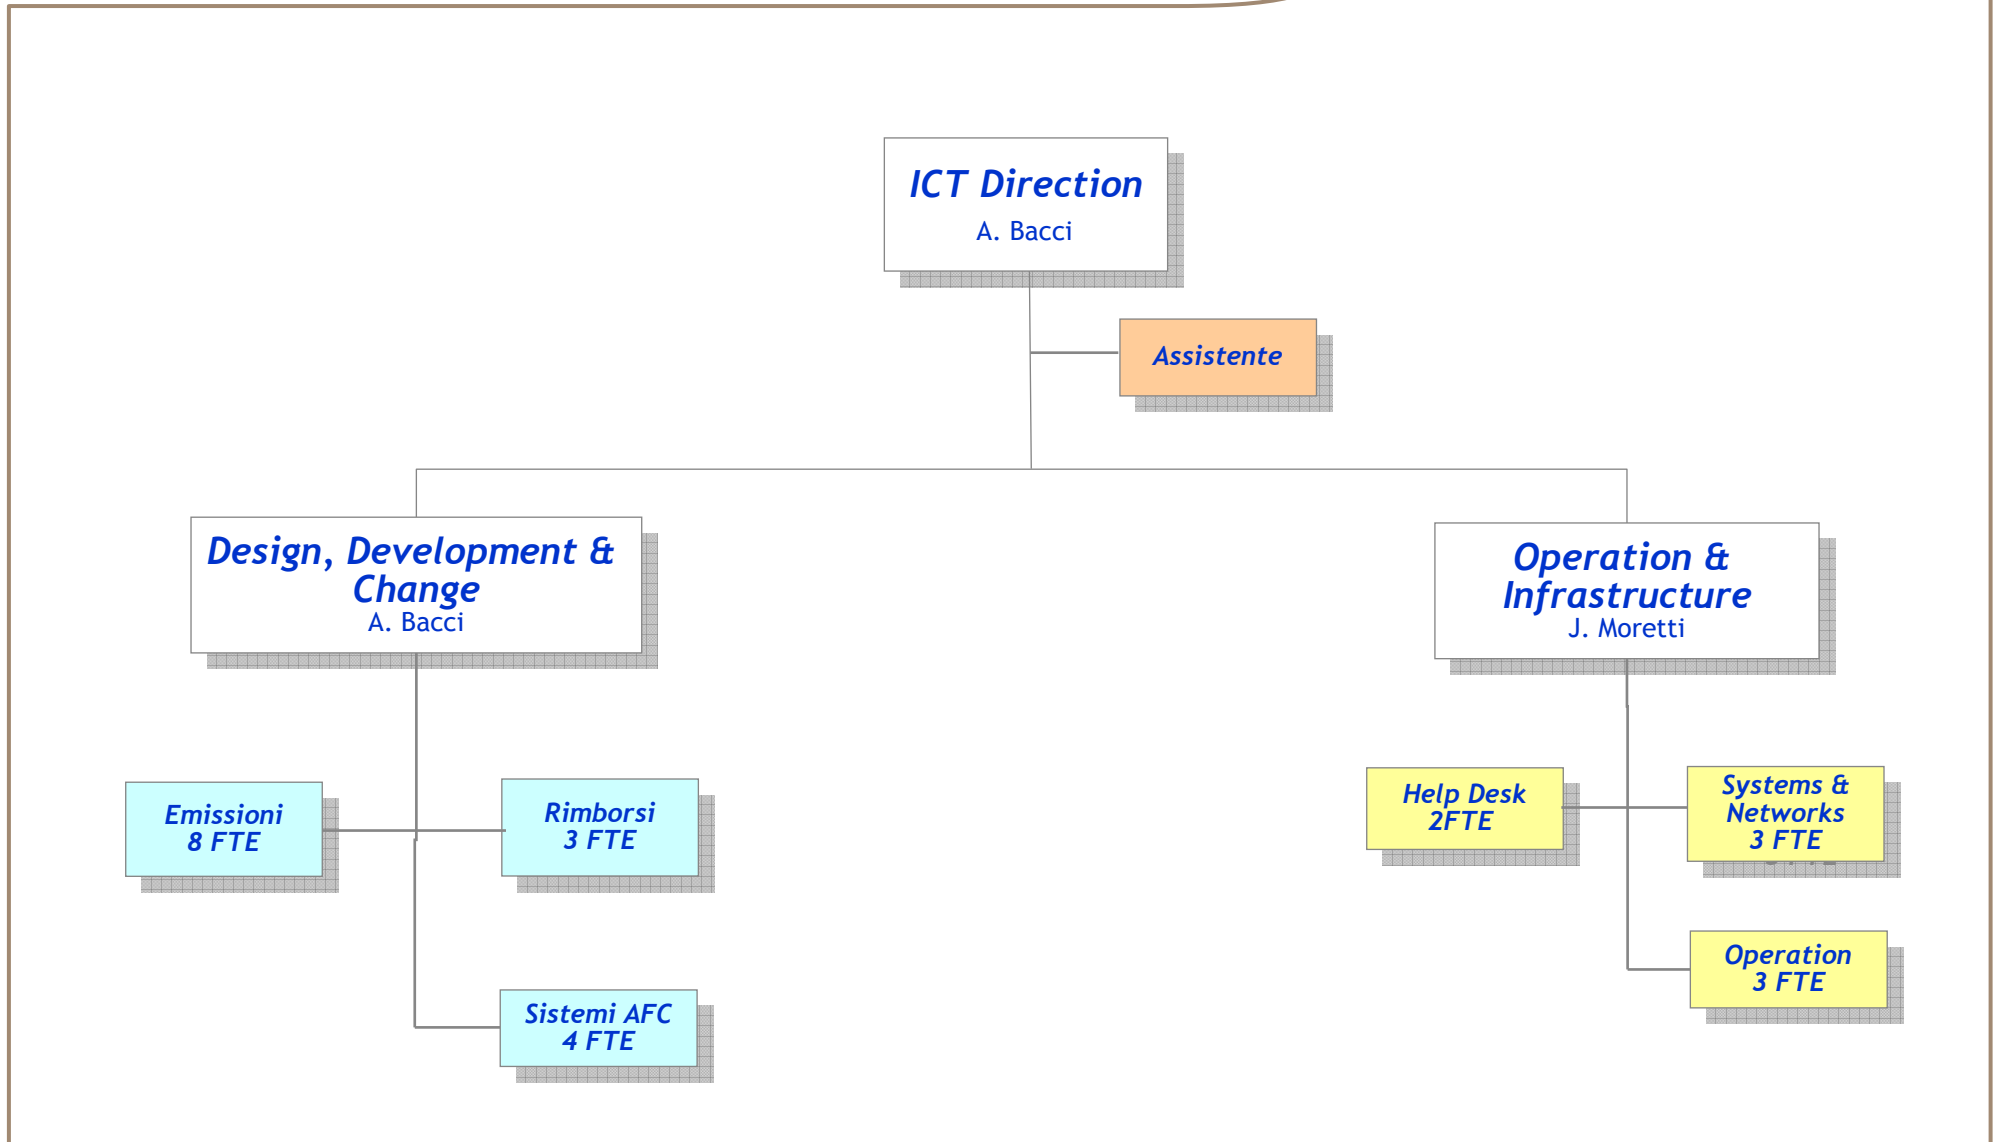 ICT Direction
A. Bacci
Assistente
Design, Development &
Change
A. Bacci
Operation &
Infrastructure
J. Moretti
Emissioni
8 FTE
Rimborsi
3 FTE
Help Desk
2FTE
Systems &
Networks
3 FTE
Operation
3 FTE
Sistemi AFC
4 FTE